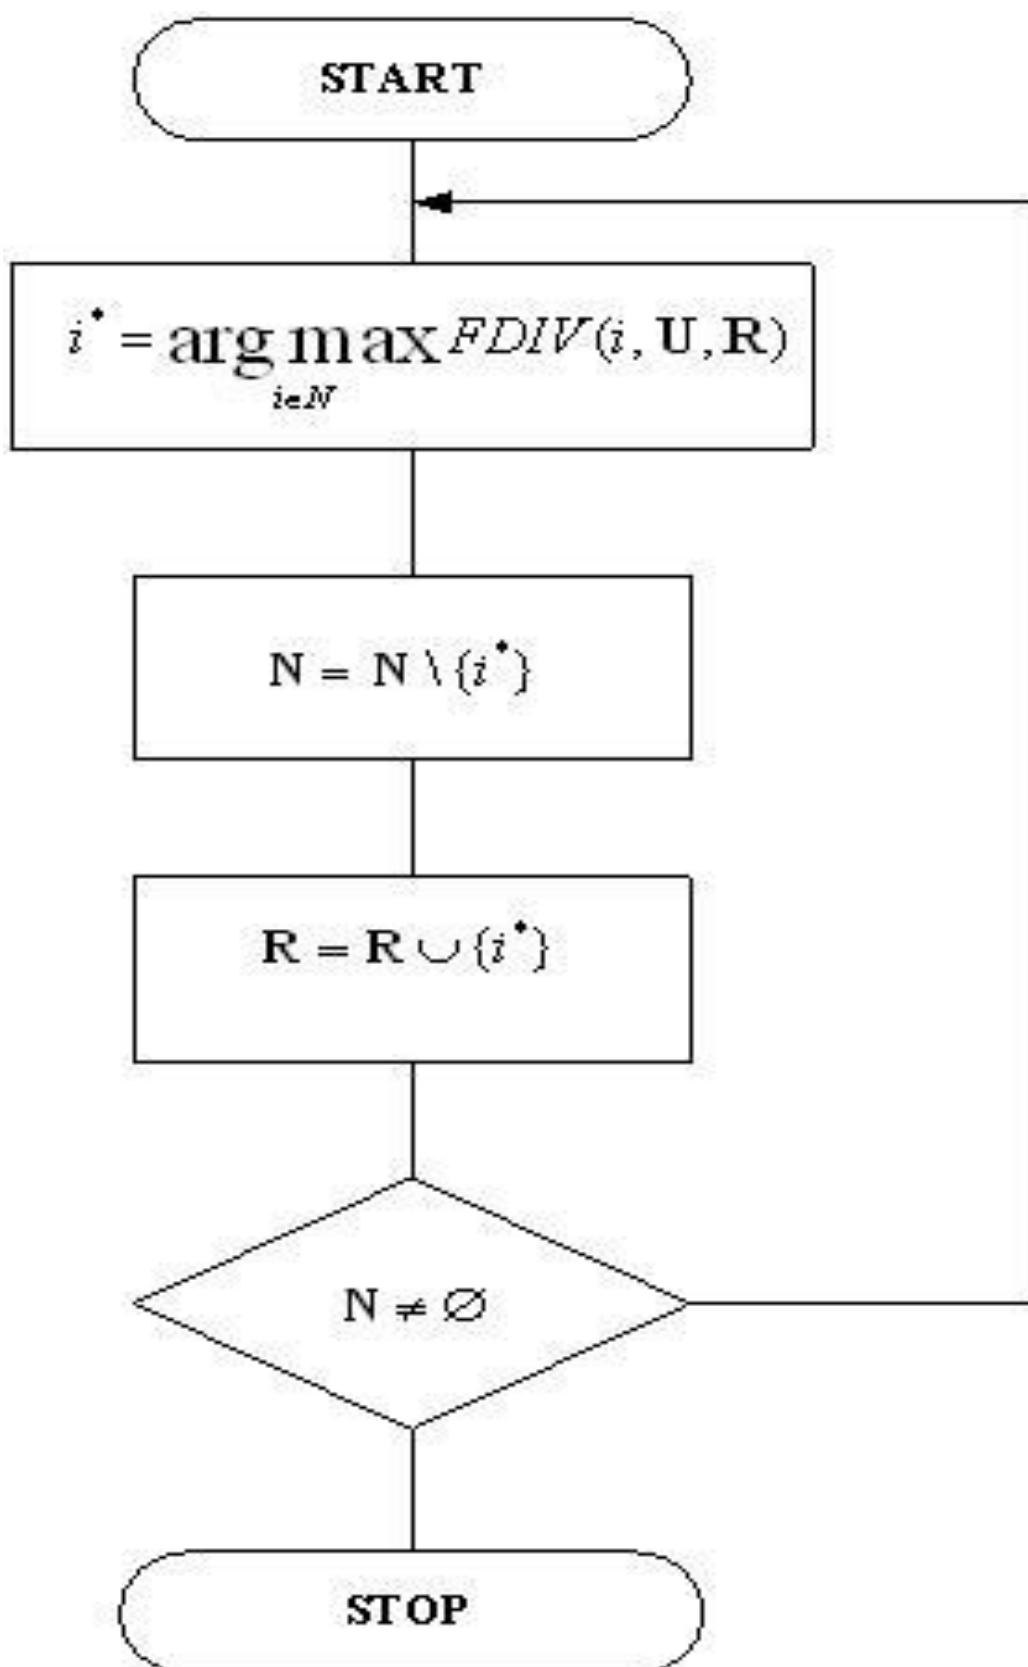 START
i* = arg max FDIV(i, U, R)
i∈N
N = N \ {i*}
R = R ∪ {i*}
N ≠ ∅
STOP